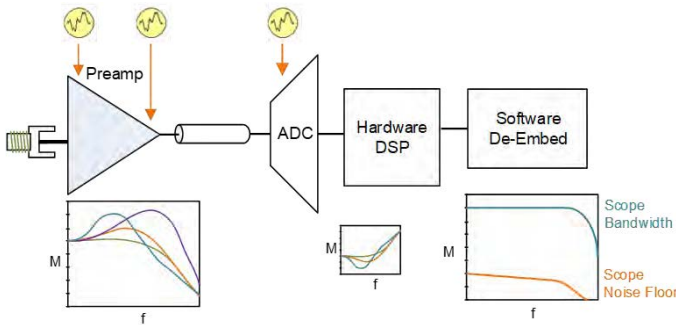 Preamp
ADC
Hardware
DSP
Software
De-Embed
M
f
M
f
M
f
Scope
Bandwidth
Scope
Noise Floor